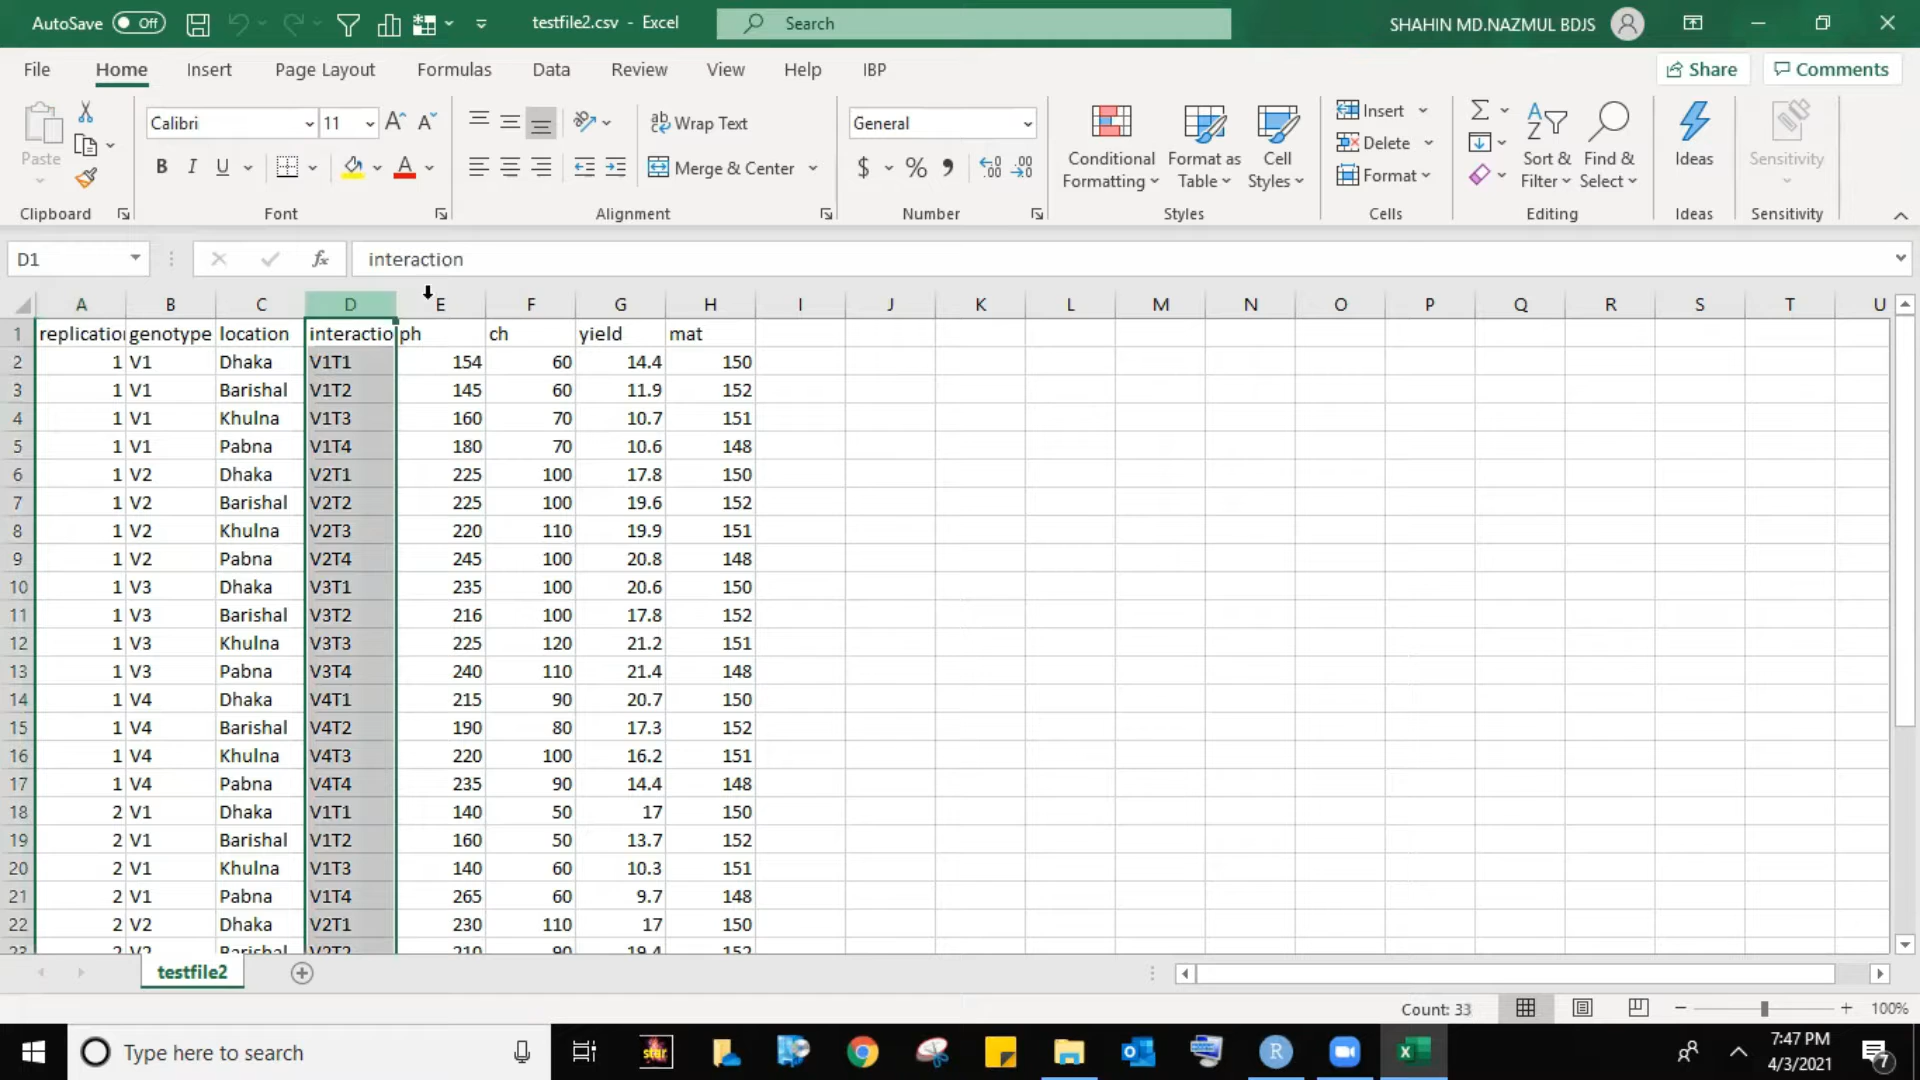 AutoSave Off testfile2.csv - Excel Search SHAHIN MD.NAZMUL BDJS
File Home Insert Page Layout Formulas Data Review View Help IBP Share Comments
Paste Calibri 11 Wrap Text General Conditional Formatting Format as Table Cell Styles Insert Delete Format Sort & Filter Find & Select Ideas Sensitivity
B I U Merge & Center $ % 9
Clipboard Font Alignment Number Styles Cells Editing Ideas Sensitivity
D1 fx interaction
A B C D E F G H I J K L M N O P Q R S T U
1 replication genotype location interactio ph ch yield mat
2 1 V1 Dhaka V1T1 154 60 14.4 150
3 1 V1 Barishal V1T2 145 60 11.9 152
4 1 V1 Khulna V1T3 160 70 10.7 151
5 1 V1 Pabna V1T4 180 70 10.6 148
6 1 V2 Dhaka V2T1 225 100 17.8 150
7 1 V2 Barishal V2T2 225 100 19.6 152
8 1 V2 Khulna V2T3 220 110 19.9 151
9 1 V2 Pabna V2T4 245 100 20.8 148
10 1 V3 Dhaka V3T1 235 100 20.6 150
11 1 V3 Barishal V3T2 216 100 17.8 152
12 1 V3 Khulna V3T3 225 120 21.2 151
13 1 V3 Pabna V3T4 240 110 21.4 148
14 1 V4 Dhaka V4T1 215 90 20.7 150
15 1 V4 Barishal V4T2 190 80 17.3 152
16 1 V4 Khulna V4T3 220 100 16.2 151
17 1 V4 Pabna V4T4 235 90 14.4 148
18 2 V1 Dhaka V1T1 140 50 17 150
19 2 V1 Barishal V1T2 160 50 13.7 152
20 2 V1 Khulna V1T3 140 60 10.3 151
21 2 V1 Pabna V1T4 265 60 9.7 148
22 2 V2 Dhaka V2T1 230 110 17 150
23 2 V2 Barishal V2T2 210 90 19.4 152
testfile2
Count: 33 100%
Type here to search star R 7:47 PM
4/3/2021 7